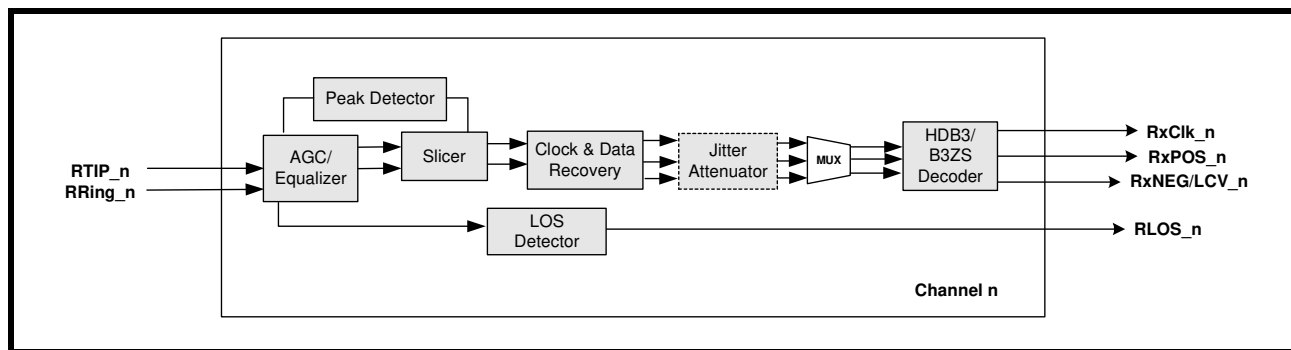 Peak Detector
RTIP_n
RRing_n
AGC/
Equalizer
Slicer
Clock & Data
Recovery
Jitter
Attenuator
MUX
HDB3/
B3ZS
Decoder
RxClk_n
RxPOS_n
RxNEG/LCV_n
LOS
Detector
RLOS_n
Channel n